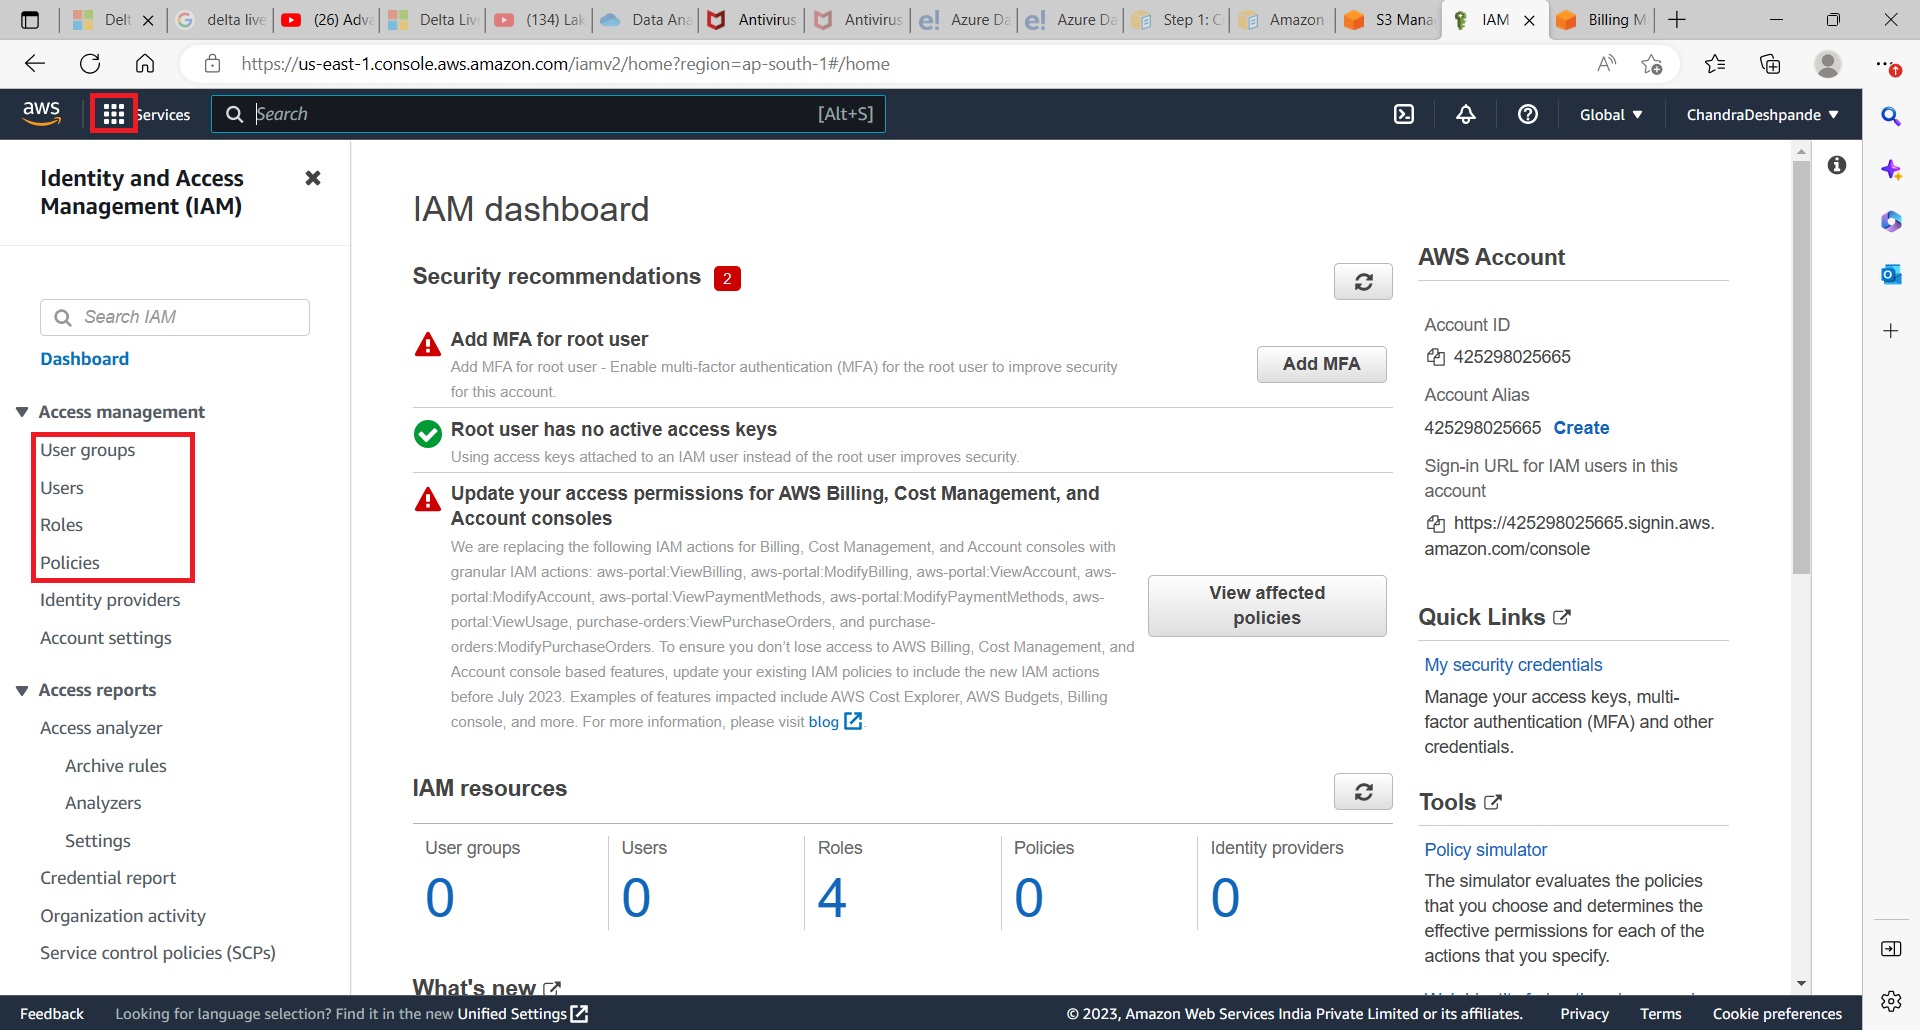 Delt
delta live
(26) Adva
Delta Liv
(134) Lak
Data Ana
Antivirus
Antivirus
Azure Da
Azure Da
Step 1: C
Amazon
S3 Mana
IAM
Billing M
https://us-east-1.console.aws.amazon.com/iamv2/home?region=ap-south-1#/home
aws
Services
Search
[Alt+S]
Global ▼
ChandraDeshpande ▼
Identity and Access
Management (IAM)
Search IAM
Dashboard
Access management
User groups
Users
Roles
Policies
Identity providers
Account settings
Access reports
Access analyzer
Archive rules
Analyzers
Settings
Credential report
Organization activity
Service control policies (SCPs)
IAM dashboard
Security recommendations 2
Add MFA for root user
Add MFA for root user - Enable multi-factor authentication (MFA) for the root user to improve security
for this account.
Add MFA
Root user has no active access keys
Using access keys attached to an IAM user instead of the root user improves security.
Update your access permissions for AWS Billing, Cost Management, and
Account consoles
We are replacing the following IAM actions for Billing, Cost Management, and Account consoles with
granular IAM actions: aws-portal:ViewBilling, aws-portal:ModifyBilling, aws-portal:ViewAccount, aws-
portal:ModifyAccount, aws-portal:ViewPaymentMethods, aws-portal:ModifyPaymentMethods, aws-
portal:ViewUsage, purchase-orders:ViewPurchaseOrders, and purchase-
orders:ModifyPurchaseOrders. To ensure you don't lose access to AWS Billing, Cost Management, and
Account console based features, update your existing IAM policies to include the new IAM actions
before July 2023. Examples of features impacted include AWS Cost Explorer, AWS Budgets, Billing
console, and more. For more information, please visit blog .
View affected
policies
IAM resources
User groups
0
Users
0
Roles
4
Policies
0
Identity providers
0
What's new
AWS Account
Account ID
425298025665
Account Alias
425298025665 Create
Sign-in URL for IAM users in this
account
https://425298025665.signin.aws.
amazon.com/console
Quick Links
My security credentials
Manage your access keys, multi-
factor authentication (MFA) and other
credentials.
Tools
Policy simulator
The simulator evaluates the policies
that you choose and determines the
effective permissions for each of the
actions that you specify.
Feedback
Looking for language selection? Find it in the new Unified Settings
© 2023, Amazon Web Services India Private Limited or its affiliates.
Privacy
Terms
Cookie preferences